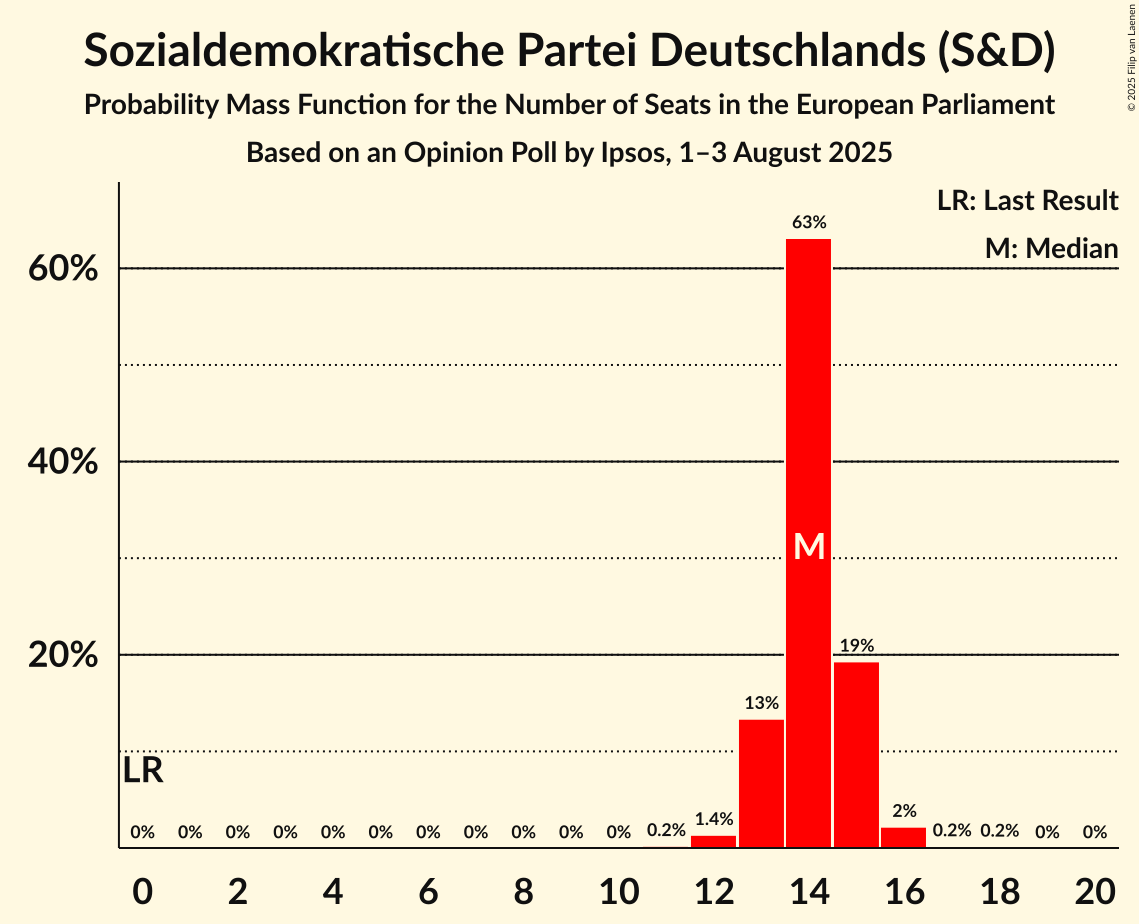 Sozialdemokratische Partei Deutschlands (S&D)
Probability Mass Function for the Number of Seats in the European Parliament
Based on an Opinion Poll by Ipsos, 1–3 August 2025
© 2025 Filip van Laenen
LR: Last Result
M: Median
63%
60%
40%
M
20%
19%
13%
LR
0% 0% 0% 0% 0% 0% 0% 0% 0% 0% 0% 0.2% 1.4% 2% 0.2% 0.2% 0% 0%
0 2 4 6 8 10 12 14 16 18 20